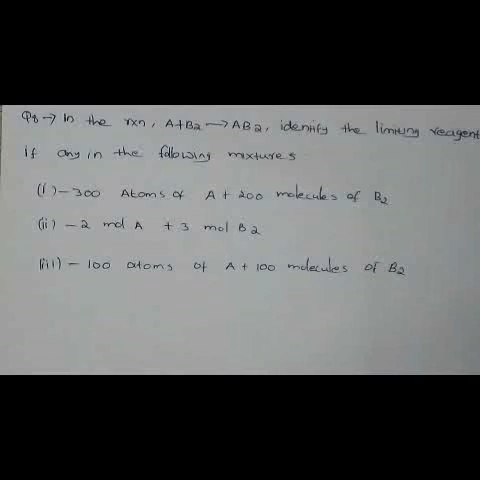 Q8 → In the rxn, A+B2 → AB2, identify the limiting reagent
if any in the following mixtures
(i) - 300 Atoms of A + 200 molecules of B2
(ii) - 2 mol A + 3 mol B2
(iii) - 100 atoms of A + 100 molecules of B2